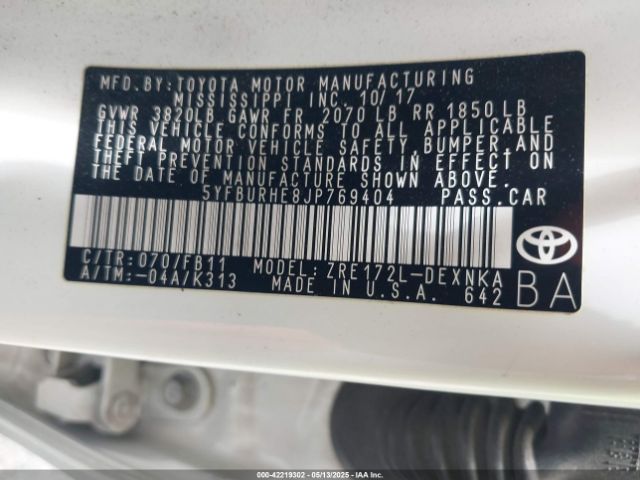 MFD.BY: TOYOTA MOTOR MANUFACTURING
MISSISSIPPI INC. 10/17
GVWR 3820LB GAWR FR 2070 LB RR 1850 LB
THIS VEHICLE CONFORMS TO ALL APPLICABLE
FEDERAL MOTOR VEHICLE SAFETY, BUMPER, AND
THEFT PREVENTION STANDARDS IN EFFECT ON
THE DATE OF MANUFACTURE SHOWN ABOVE.
5YFBURHE8JP769404 PASS.CAR
C/TR: 070/FB11 MODEL: ZRE172L-DEXNKA
A/TM: -04A/K313 MADE IN U.S.A. 642
BA
000-42219302 - 05/13/2025 - IAAI Inc.